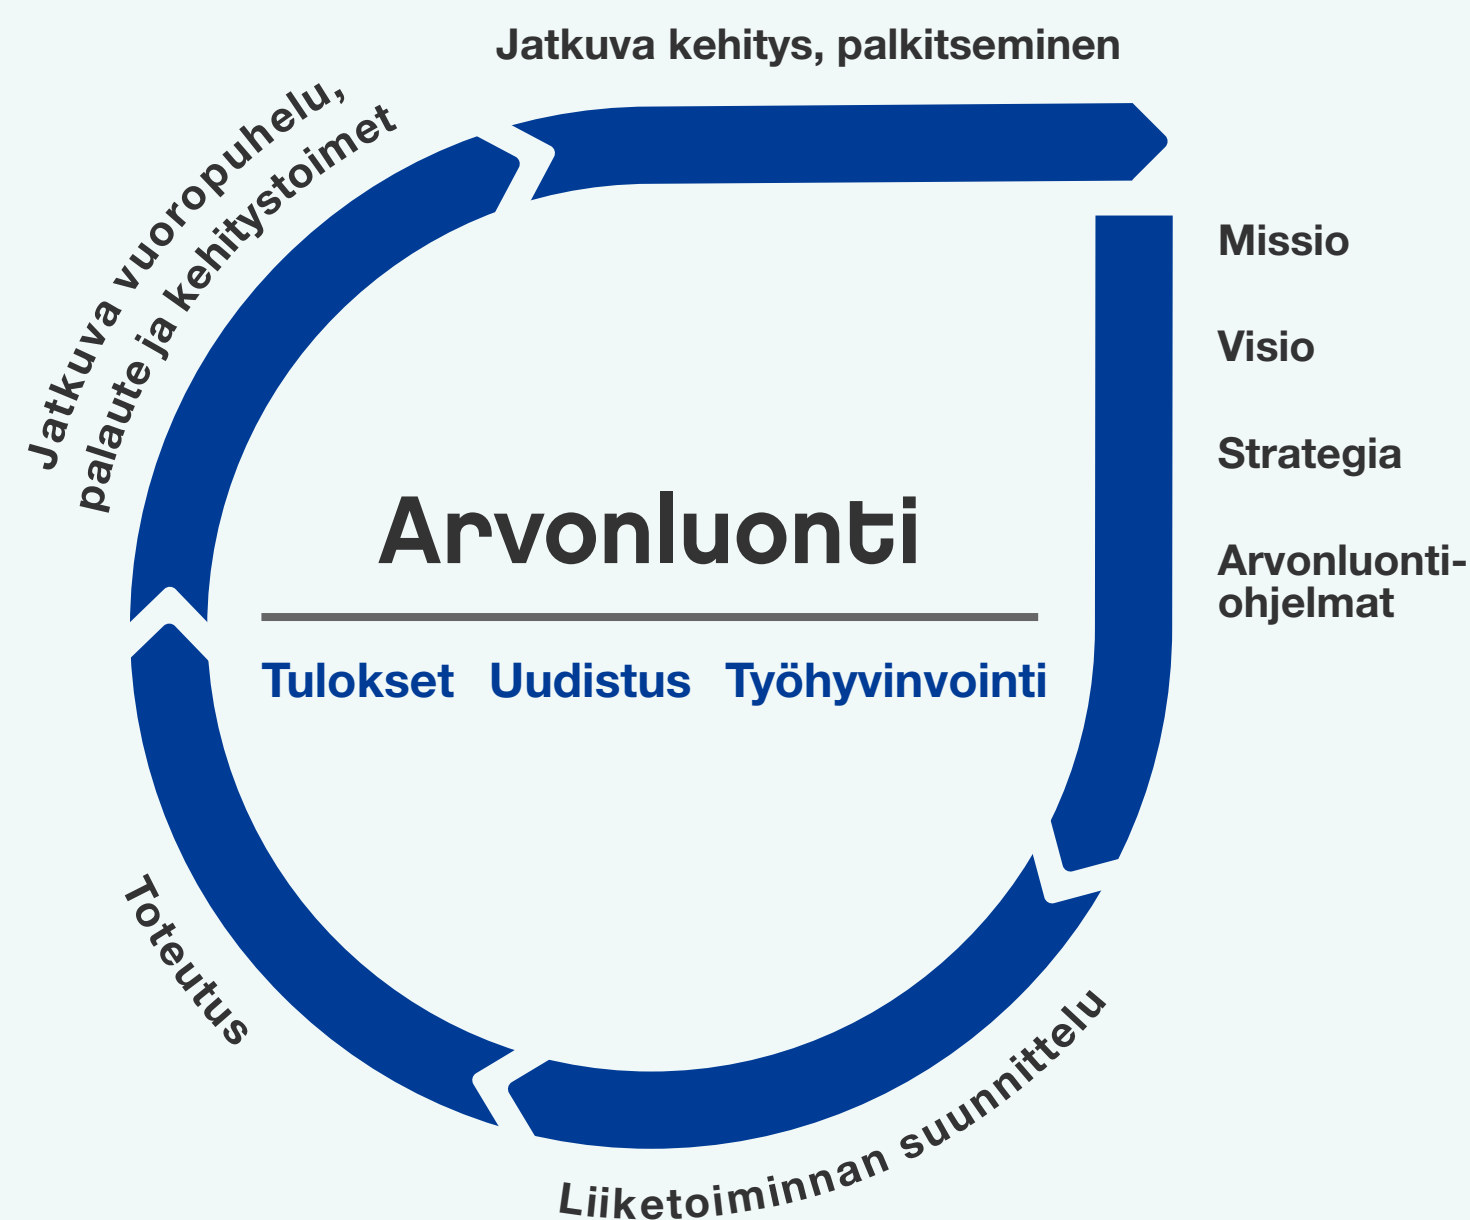 Jatkuva kehitys, palkitseminen
Jatkuva vuoropuhelu,
palaute ja kehitystoimet
Missio
Visio
Strategia
Arvonluonti-
ohjelmat
Arvonluonti
Tulokset Uudistus Työhyvinvointi
Toteutus
Liiketoiminnan suunnittelu